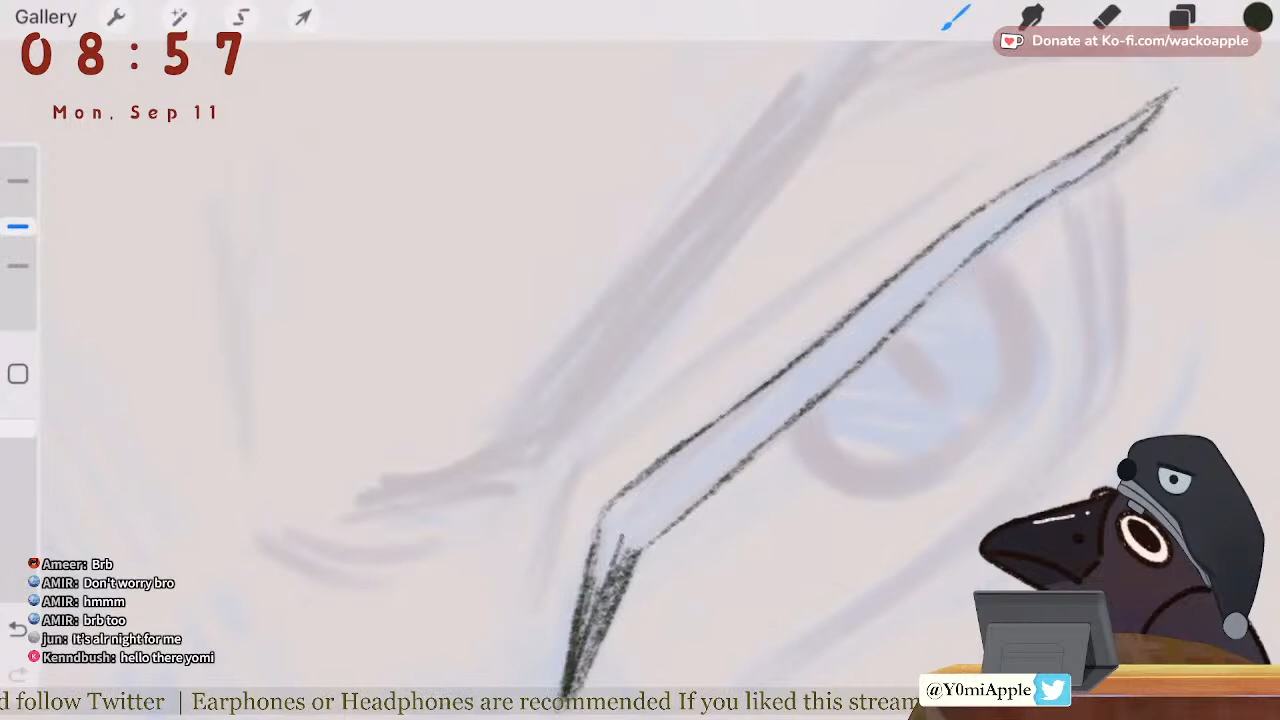 Gallery
08:57
Mon, Sep 11
Donate at Ko-fi.com/wackoapple
Ameer: Brb
AMIR: Don't worry bro
AMIR: hmmm
AMIR: brb too
jun: It's alr night for me
Kenndbush: hello there yomi
@Y0miApple
d follow Twitter | Earphones or Headphones are recommended If you liked this stream